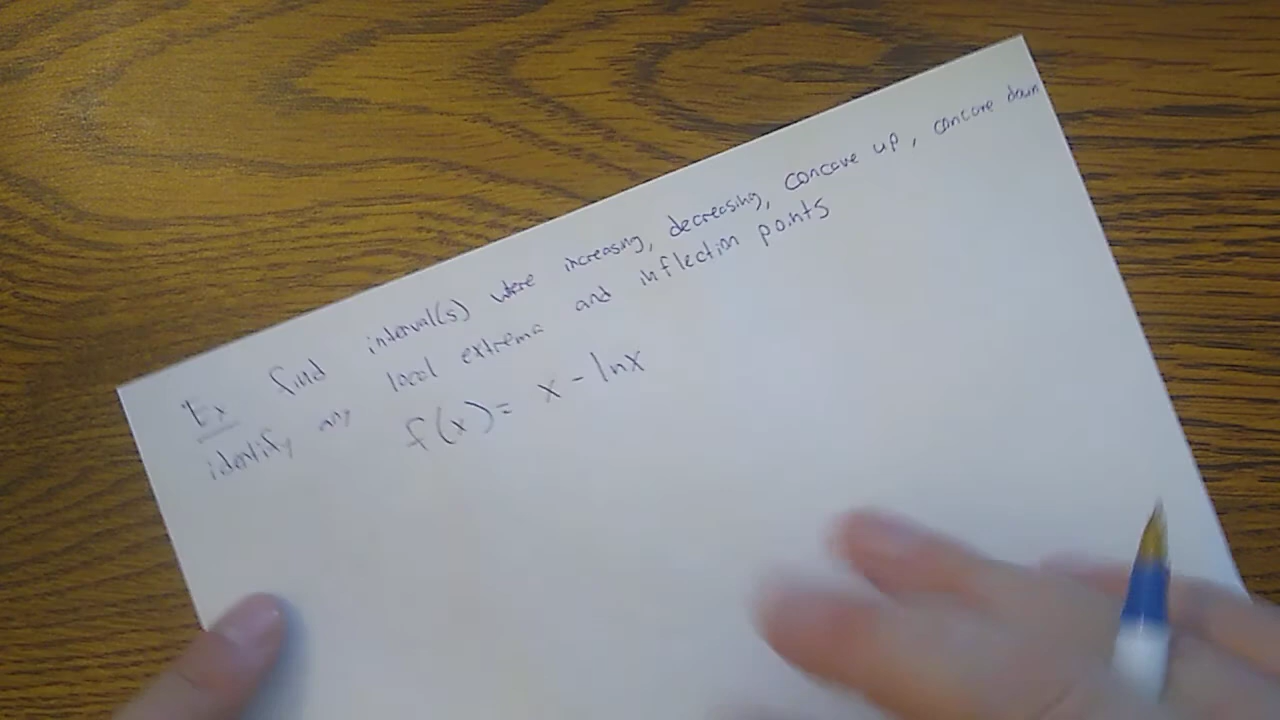 Ex find interval(s) where increasing, decreasing, concave up, concave down
identify any local extrema and inflection points
f(x) = x - lnx